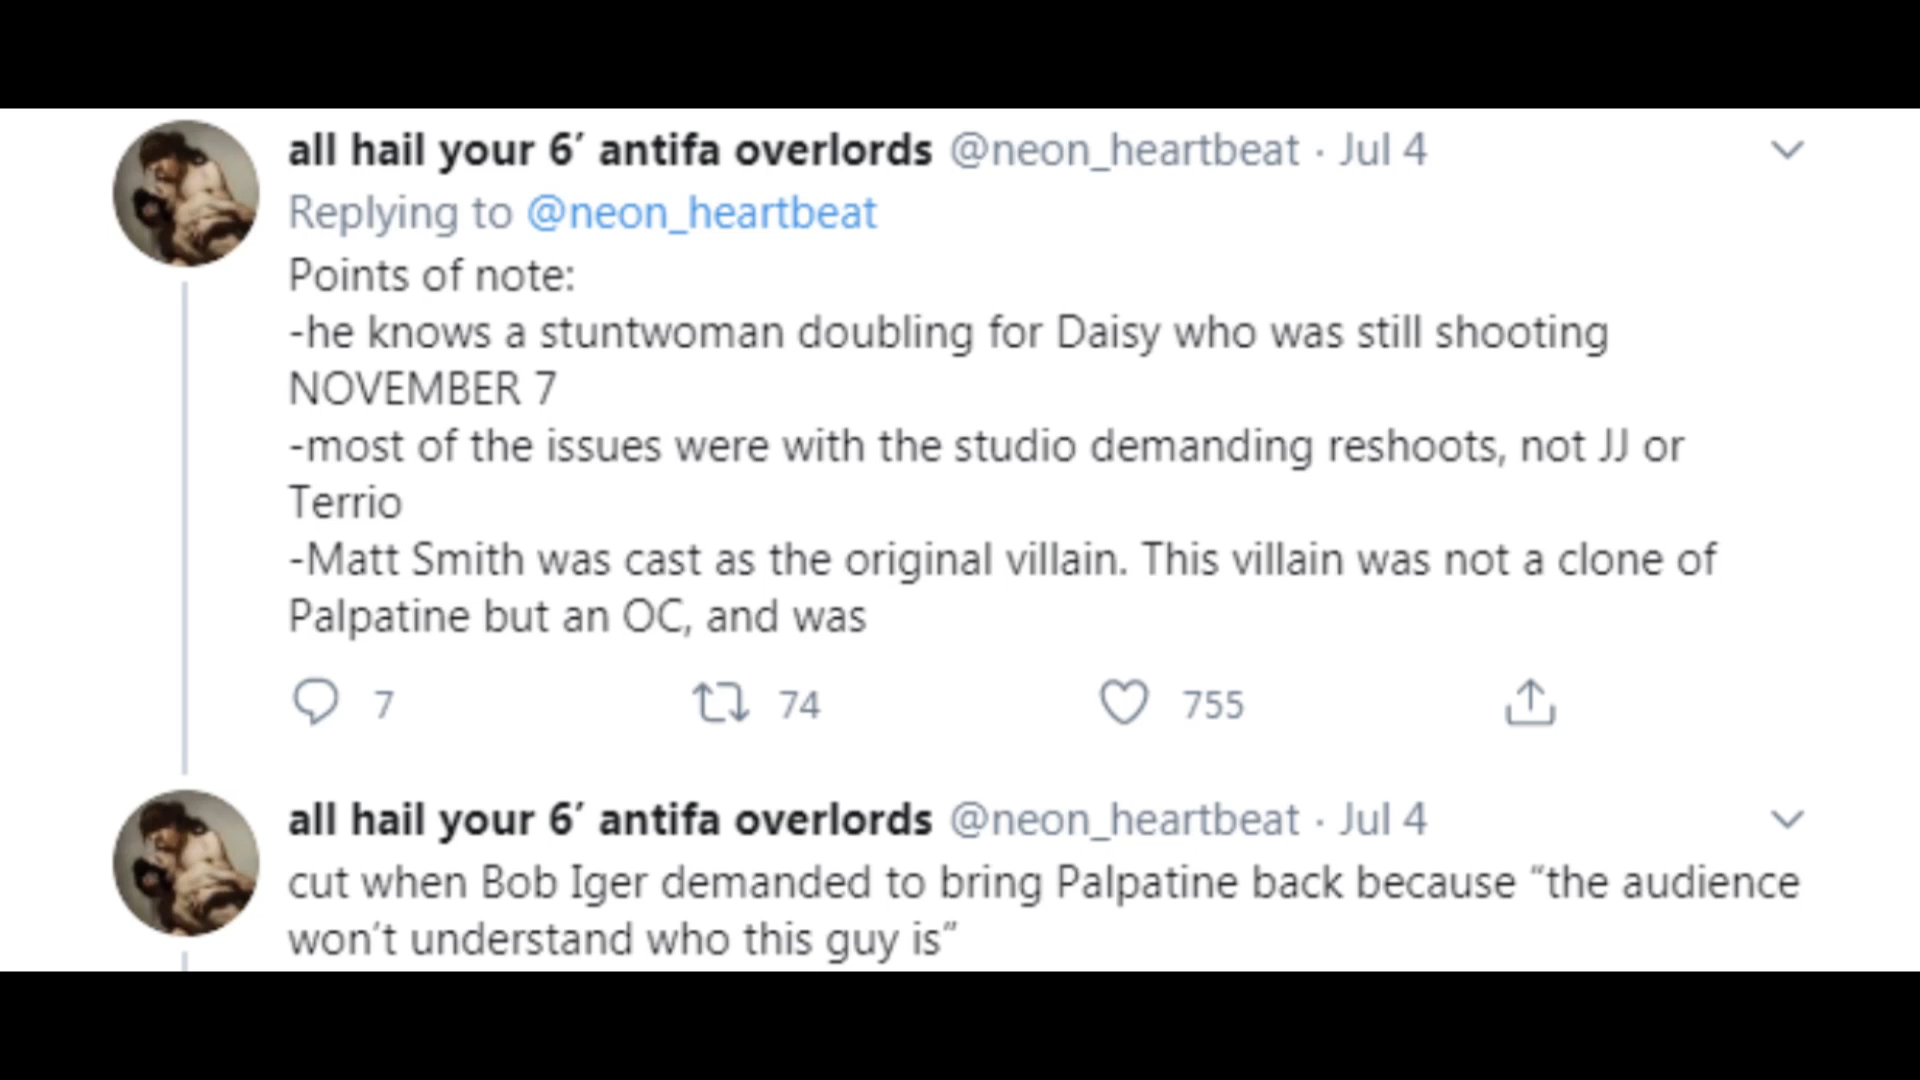 all hail your 6′ antifa overlords @neon_heartbeat · Jul 4
Replying to @neon_heartbeat
Points of note:
-he knows a stuntwoman doubling for Daisy who was still shooting
NOVEMBER 7
-most of the issues were with the studio demanding reshoots, not JJ or
Terrio
-Matt Smith was cast as the original villain. This villain was not a clone of
Palpatine but an OC, and was
7 74 755
all hail your 6′ antifa overlords @neon_heartbeat · Jul 4
cut when Bob Iger demanded to bring Palpatine back because “the audience
won’t understand who this guy is”